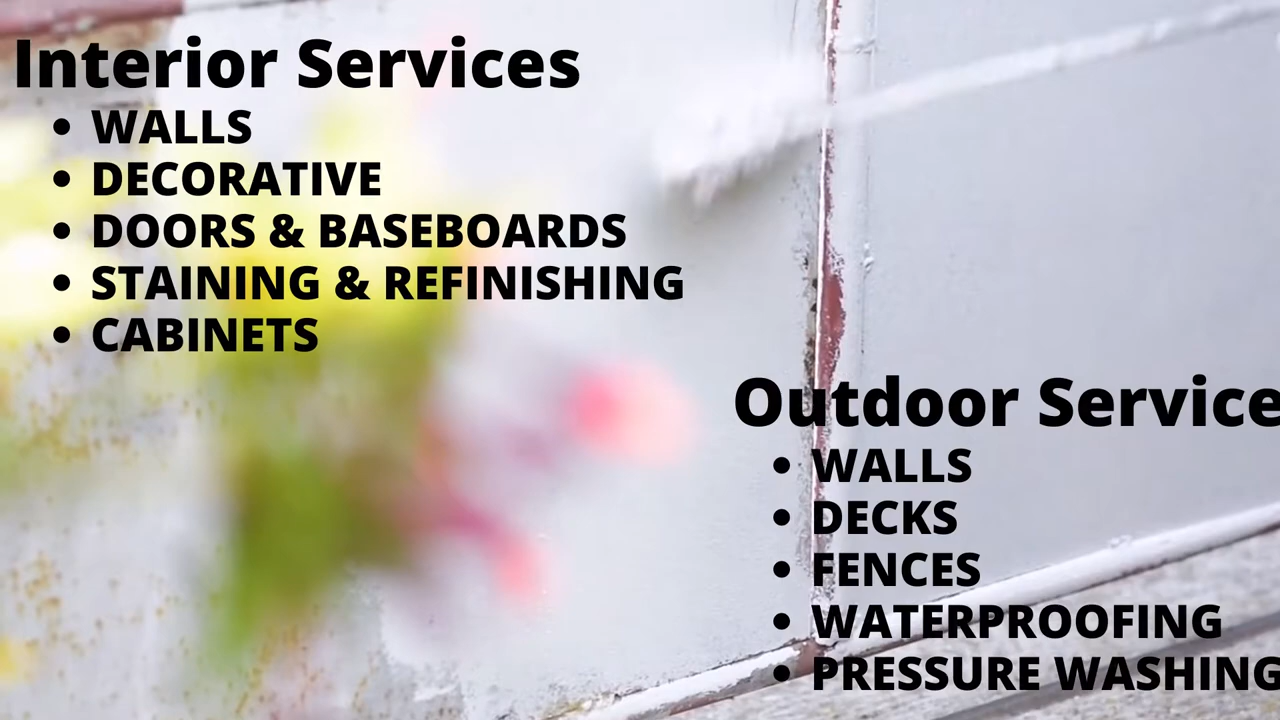 Interior Services
• WALLS
• DECORATIVE
• DOORS & BASEBOARDS
• STAINING & REFINISHING
• CABINETS
Outdoor Service
• WALLS
• DECKS
• FENCES
• WATERPROOFING
• PRESSURE WASHING